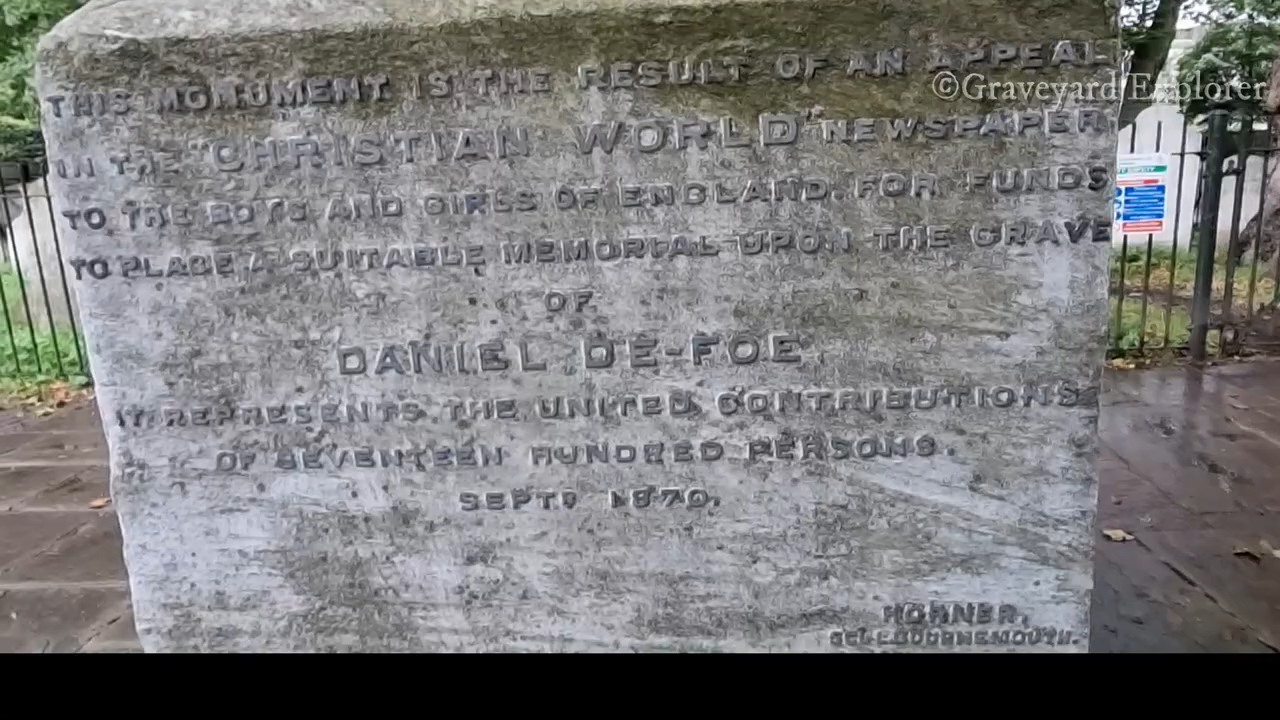 ©Graveyard Explorer
THIS MONUMENT IS THE RESULT OF AN APPEAL
IN THE "CHRISTIAN WORLD" NEWSPAPER
TO THE BOYS AND GIRLS OF ENGLAND. FOR FUNDS
TO PLACE A SUITABLE MEMORIAL UPON THE GRAVE
OF
DANIEL DE-FOE.
IT REPRESENTS THE UNITED CONTRIBUTIONS
OF SEVENTEEN HUNDRED PERSONS.
SEPT: 1870.
HORNER,
BOURNEMOUTH.